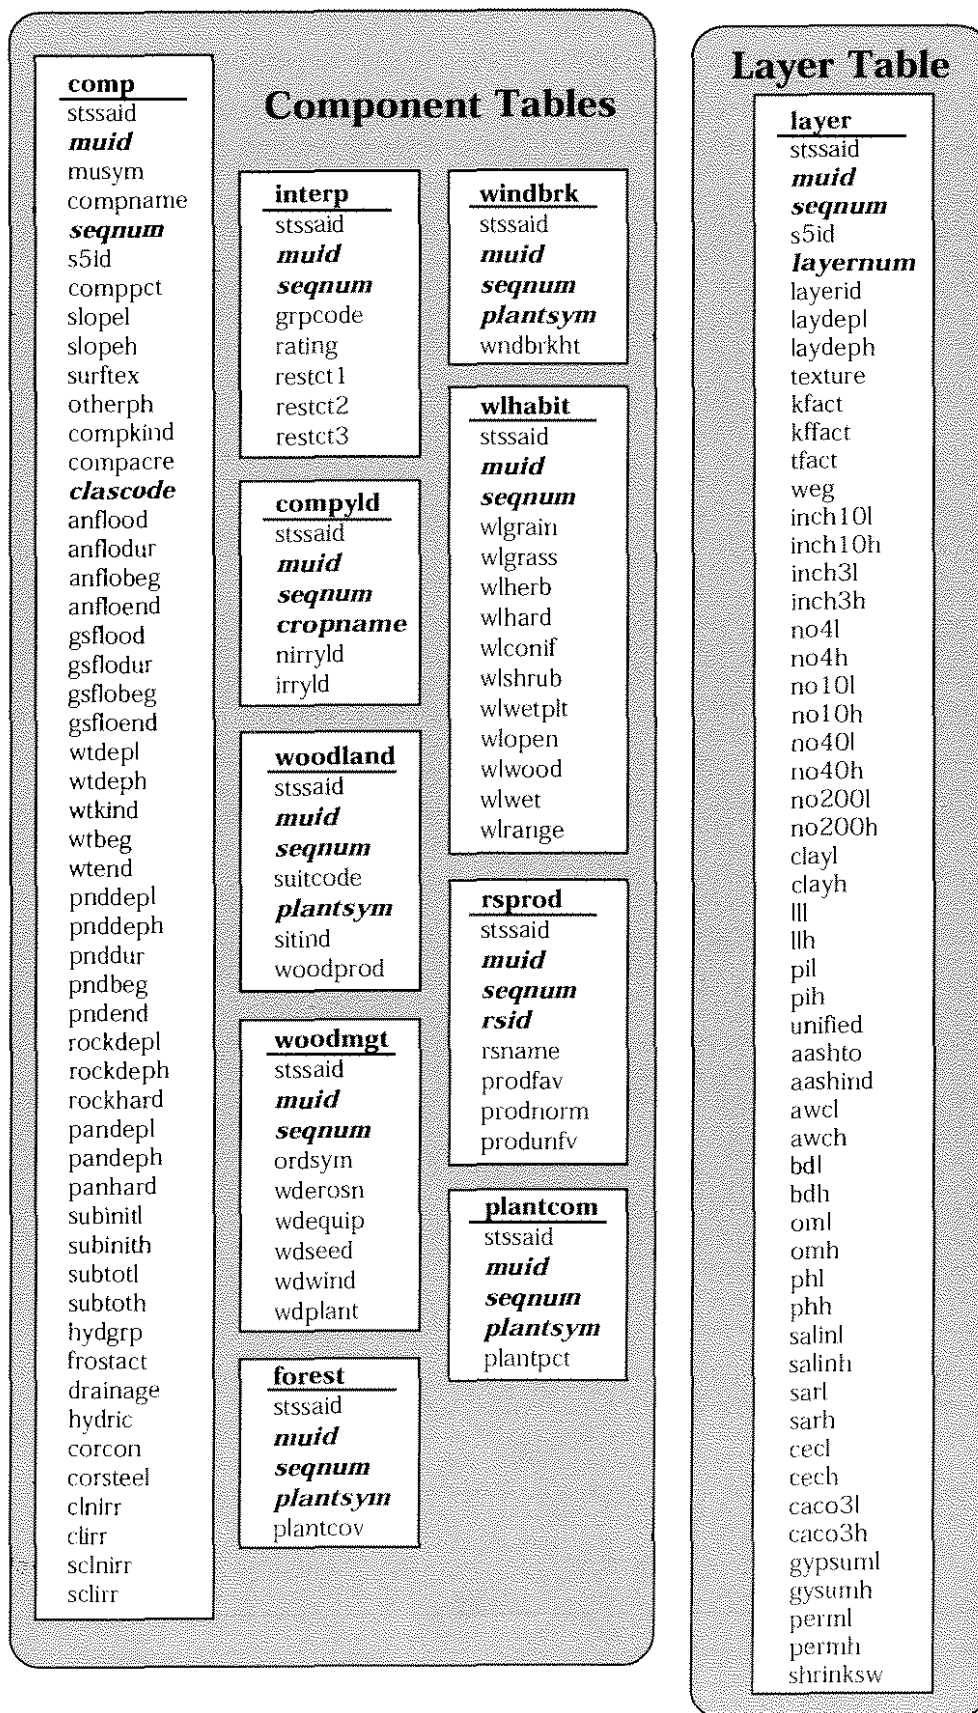 Component Tables
comp
stssaid
muid
musym
compname
seqnum
s5id
comppct
slopel
slopeh
surftex
otherph
compkind
compacre
clascode
anflood
anflodur
anflobeg
anfloend
gsflood
gsflodur
gsflobeg
gsfloend
wtdepl
wtdeph
wtkind
wtbeg
wtend
pnddepl
pnddeph
pnddur
pndbeg
pndend
rockdepl
rockdeph
rockhard
pandepl
pandeph
panhard
subinitl
subinith
subtotl
subtoth
hydgrp
frostact
drainage
hydric
corcon
corsteel
clnirr
clirr
sclnirr
sclirr
interp
stssaid
muid
seqnum
grpcode
rating
restct1
restct2
restct3
compyld
stssaid
muid
seqnum
cropname
nirryld
irryld
woodland
stssaid
muid
seqnum
suitcode
plantsym
sitind
woodprod
woodmgt
stssaid
muid
seqnum
ordsym
wderosn
wdequip
wdseed
wdwind
wdplant
forest
stssaid
muid
seqnum
plantsym
plantcov
windbrk
stssaid
muid
seqnum
plantsym
wndbrkht
wlhabit
stssaid
muid
seqnum
wlgrain
wlgrass
wlherb
wlhard
wlconif
wlshrub
wlwetplt
wlopen
wlwood
wlwet
wlrange
rsprod
stssaid
muid
seqnum
rsid
rsname
prodfav
prodnorm
produnfv
plantcom
stssaid
muid
seqnum
plantsym
plantpct
Layer Table
layer
stssaid
muid
seqnum
s5id
layernum
layerid
laydepl
laydeph
texture
kfact
kffact
tfact
weg
inch10l
inch10h
inch3l
inch3h
no4l
no4h
no10l
no10h
no40l
no40h
no200l
no200h
clayl
clayh
lll
llh
pil
pih
unified
aashto
aashind
awcl
awch
bdl
bdh
oml
omh
phl
phh
salinl
salinh
sarl
sarh
cecl
cech
caco3l
caco3h
gypsuml
gysumh
perml
permh
shrinksw